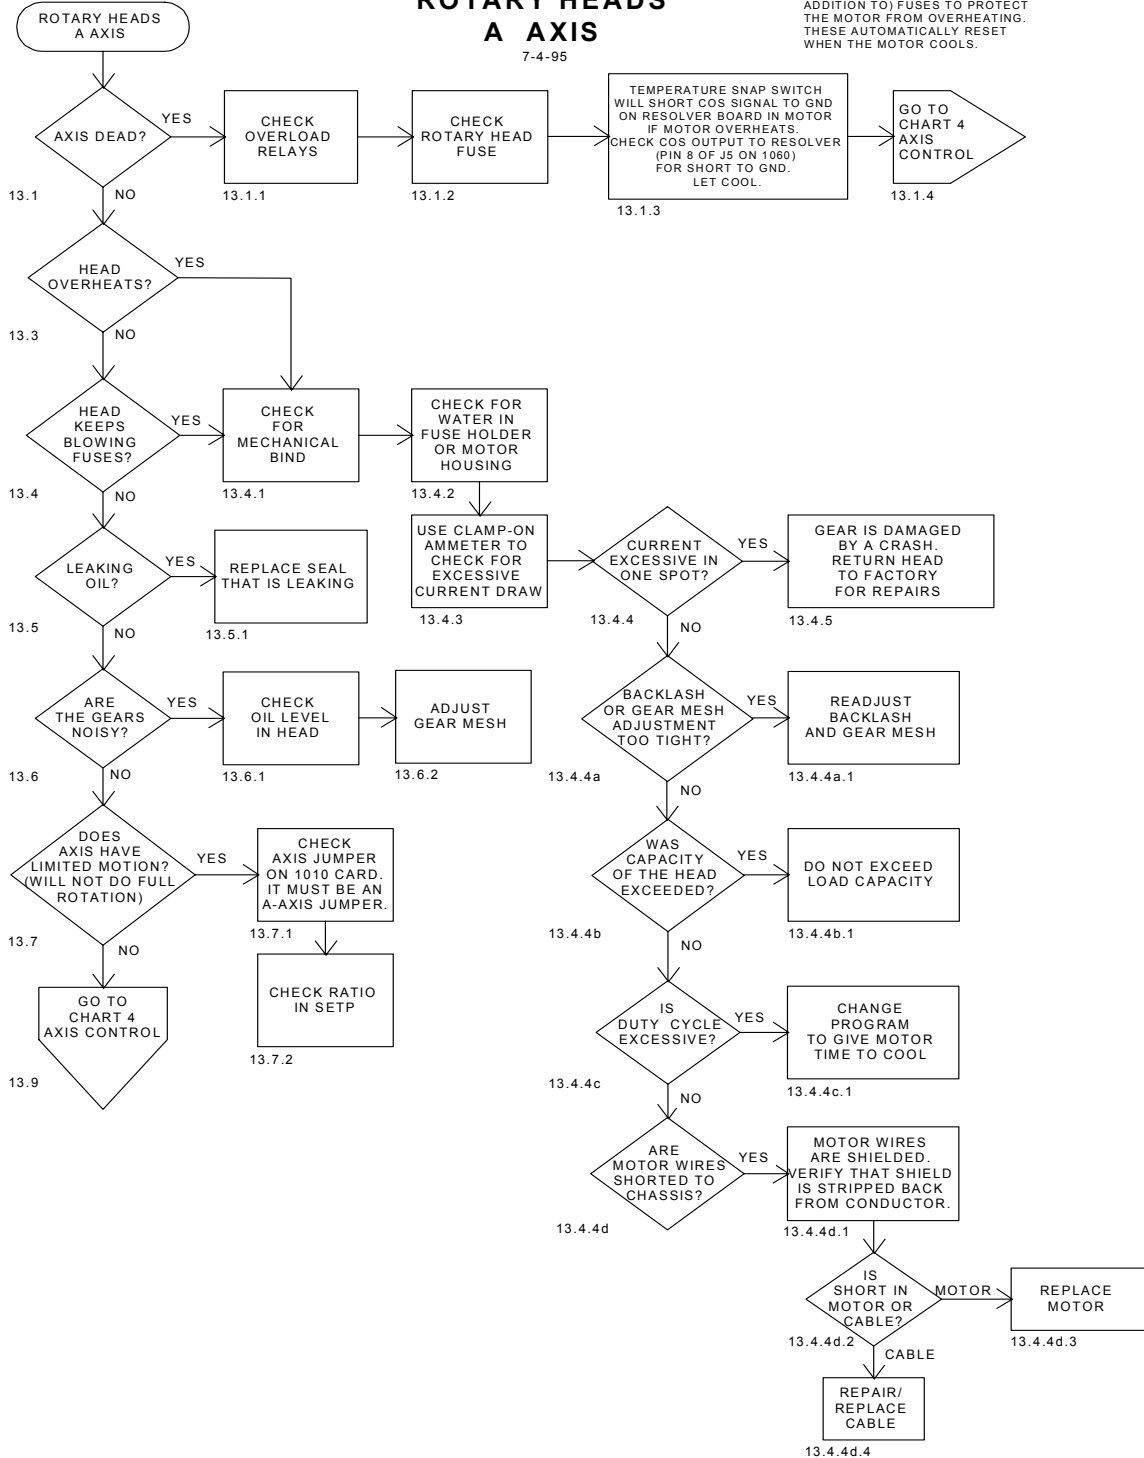 ROTARY HEADS
A AXIS
7-4-95
ADDITION TO) FUSES TO PROTECT
THE MOTOR FROM OVERHEATING.
THESE AUTOMATICALLY RESET
WHEN THE MOTOR COOLS.
ROTARY HEADS
A AXIS
AXIS DEAD?
YES
NO
13.1
CHECK
OVERLOAD
RELAYS
13.1.1
CHECK
ROTARY HEAD
FUSE
13.1.2
TEMPERATURE SNAP SWITCH
WILL SHORT COS SIGNAL TO GND
ON RESOLVER BOARD IN MOTOR
IF MOTOR OVERHEATS.
CHECK COS OUTPUT TO RESOLVER
(PIN 8 OF J5 ON 1060)
FOR SHORT TO GND.
LET COOL.
13.1.3
GO TO
CHART 4
AXIS
CONTROL
13.1.4
HEAD
OVERHEATS?
YES
NO
13.3
HEAD
KEEPS
BLOWING
FUSES?
YES
NO
13.4
CHECK
FOR
MECHANICAL
BIND
13.4.1
CHECK FOR
WATER IN
FUSE HOLDER
OR MOTOR
HOUSING
13.4.2
USE CLAMP-ON
AMMETER TO
CHECK FOR
EXCESSIVE
CURRENT DRAW
13.4.3
CURRENT
EXCESSIVE IN
ONE SPOT?
YES
NO
13.4.4
GEAR IS DAMAGED
BY A CRASH.
RETURN HEAD
TO FACTORY
FOR REPAIRS
13.4.5
LEAKING
OIL?
YES
NO
13.5
REPLACE SEAL
THAT IS LEAKING
13.5.1
ARE
THE GEARS
NOISY?
YES
NO
13.6
CHECK
OIL LEVEL
IN HEAD
13.6.1
ADJUST
GEAR MESH
13.6.2
BACKLASH
OR GEAR MESH
ADJUSTMENT
TOO TIGHT?
YES
NO
13.4.4a
READJUST
BACKLASH
AND GEAR MESH
13.4.4a.1
DOES
AXIS HAVE
LIMITED MOTION?
(WILL NOT DO FULL
ROTATION)
YES
NO
13.7
CHECK
AXIS JUMPER
ON 1010 CARD.
IT MUST BE AN
A-AXIS JUMPER.
13.7.1
CHECK RATIO
IN SETP
13.7.2
GO TO
CHART 4
AXIS CONTROL
13.9
WAS
CAPACITY
OF THE HEAD
EXCEEDED?
YES
NO
13.4.4b
DO NOT EXCEED
LOAD CAPACITY
13.4.4b.1
IS
DUTY CYCLE
EXCESSIVE?
YES
NO
13.4.4c
CHANGE
PROGRAM
TO GIVE MOTOR
TIME TO COOL
13.4.4c.1
ARE
MOTOR WIRES
SHORTED TO
CHASSIS?
YES
13.4.4d
MOTOR WIRES
ARE SHIELDED.
VERIFY THAT SHIELD
IS STRIPPED BACK
FROM CONDUCTOR.
13.4.4d.1
IS
SHORT IN
MOTOR OR
CABLE?
MOTOR
CABLE
13.4.4d.2
REPLACE
MOTOR
13.4.4d.3
REPAIR/
REPLACE
CABLE
13.4.4d.4